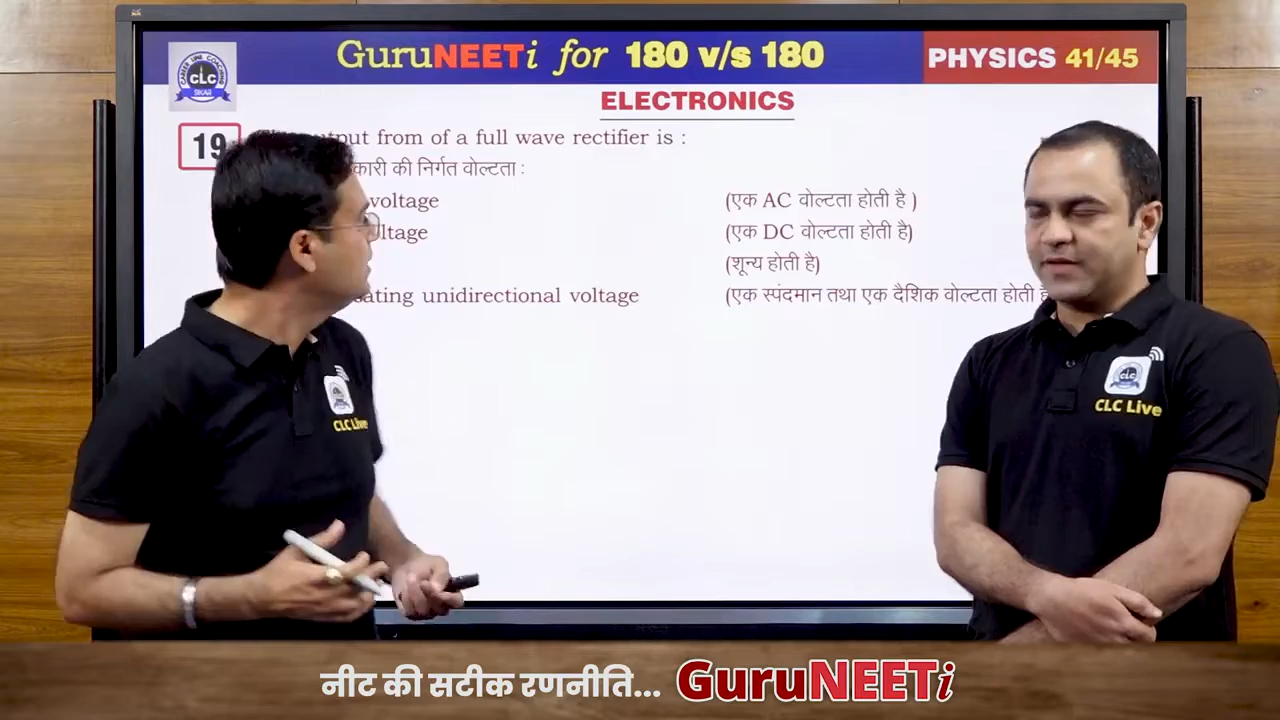 GuruNEETi for 180 v/s 180
PHYSICS 41/45
CLC
SIKAR
ELECTRONICS
19
output from of a full wave rectifier is :
की निर्गत वोल्टता :
voltage
(एक AC वोल्टता होती है )
(एक DC वोल्टता होती है)
(शून्य होती है)
unidirectional voltage
(एक स्पंदमान तथा एक दैशिक वोल्टता होती
CLC Live
CLC Live
नीट की सटीक रणनीति... GuruNEETi